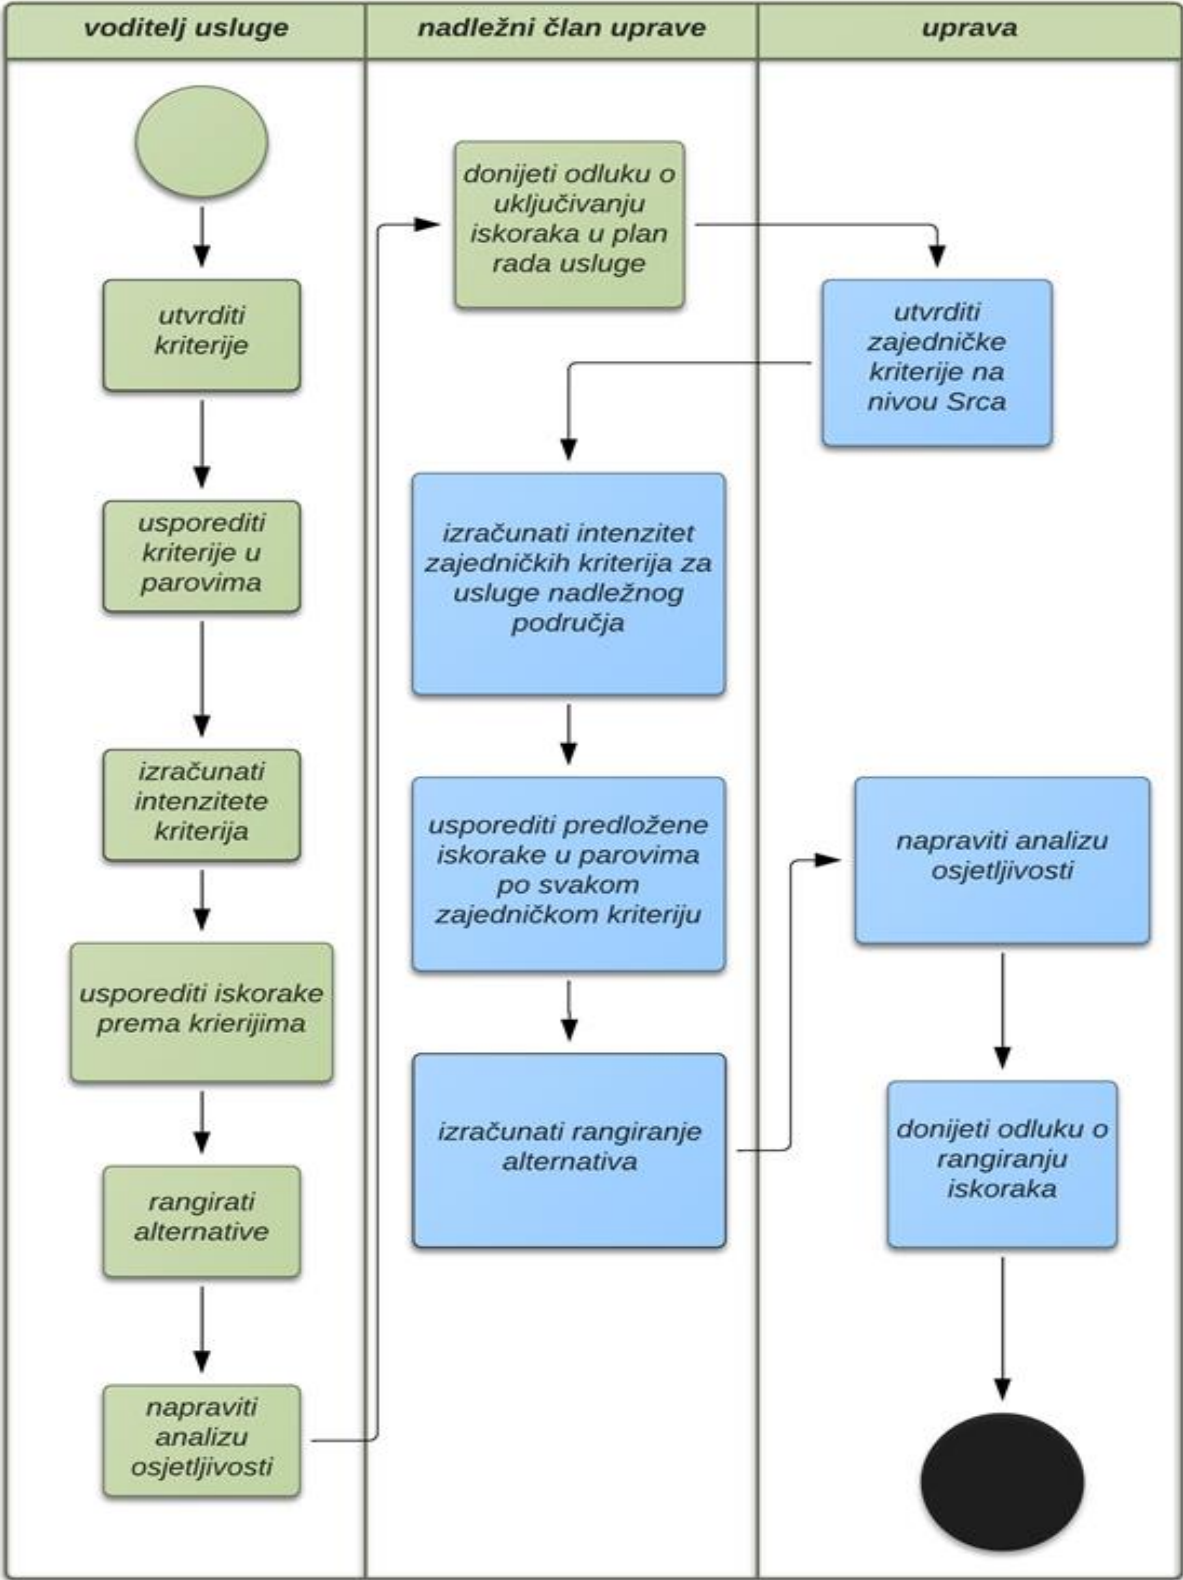 voditelj usluge
nadležni član uprave
uprava
utvrditi
kriterije
usporediti
kriterije u
parovima
izračunati
intenzitete
kriterija
usporediti iskorake
prema krierijima
rangirati
alternative
napraviti
analizu
osjetljivosti
donijeti odluku o
uključivanju
iskoraka u plan
rada usluge
utvrditi
zajedničke
kriterije na
nivou Srca
izračunati intenzitet
zajedničkih kriterija za
usluge nadležnog
područja
usporediti predložene
iskorake u parovima
po svakom
zajedničkom kriteriju
izračunati rangiranje
alternativa
napraviti analizu
osjetljivosti
donijeti odluku o
rangiranju
iskoraka